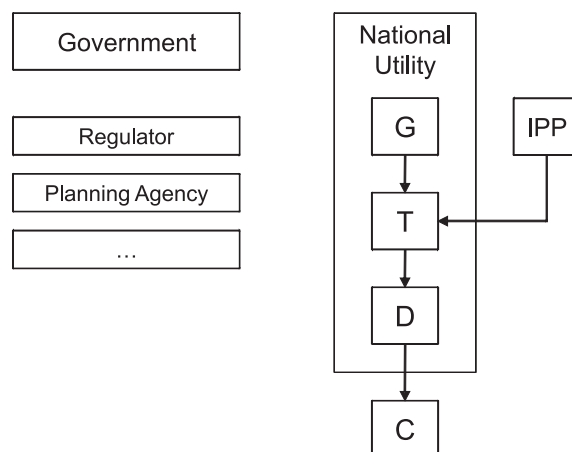 Government
Regulator
Planning Agency
...
National
Utility
G
IPP
T
D
C